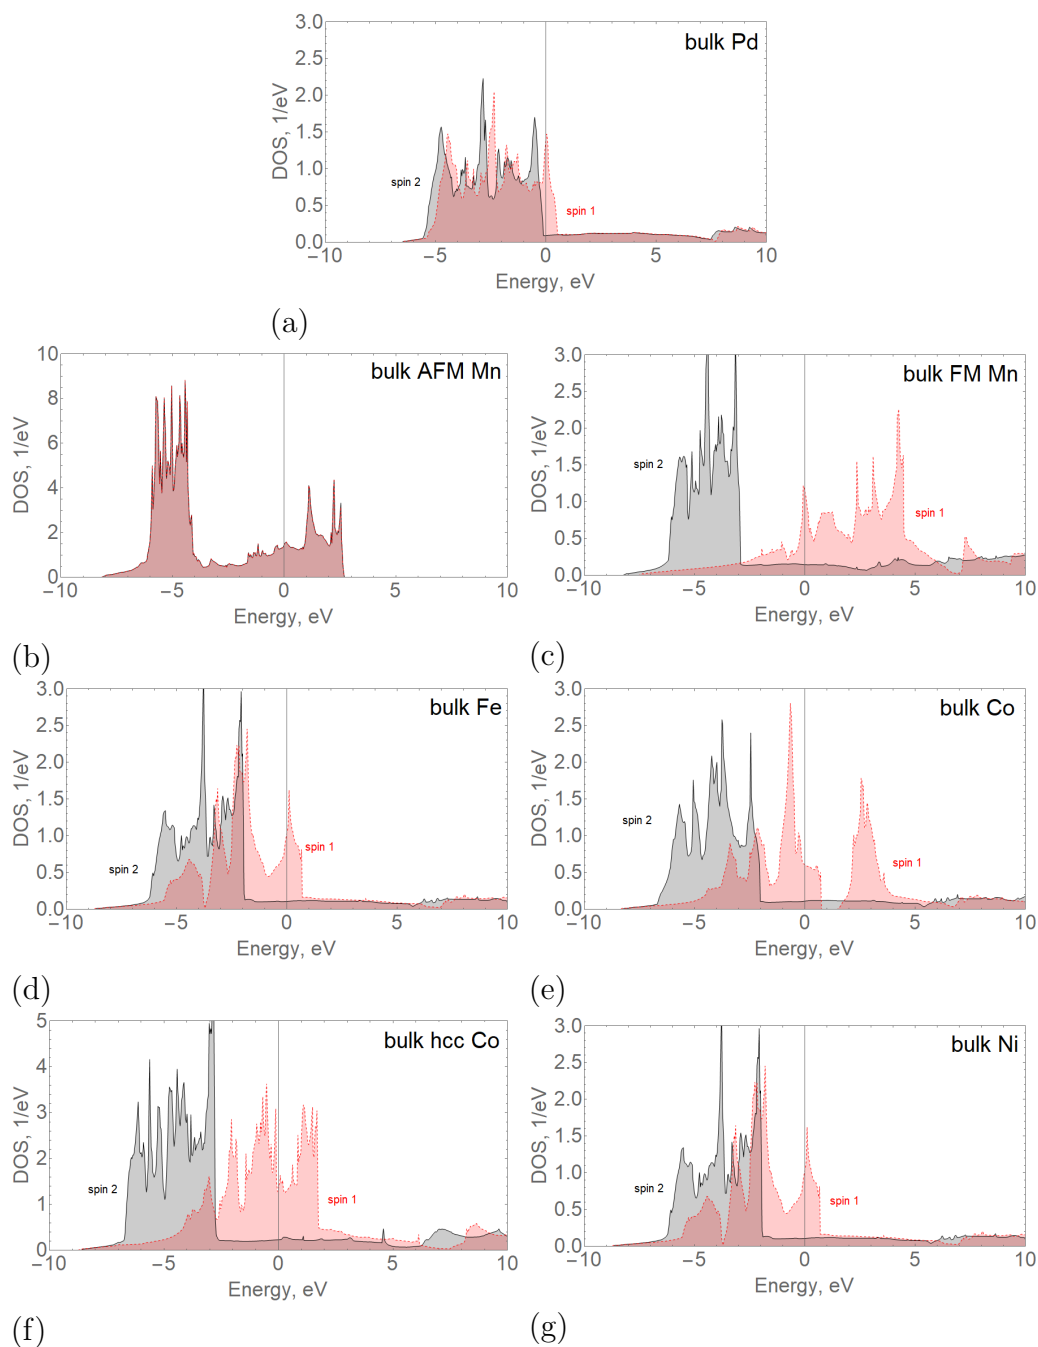 bulk Pd
DOS, 1/eV
3.0
2.5
2.0
1.5
1.0
0.5
0.0
spin 2
spin 1
−10 −5 0 5 10
Energy, eV
(a)
bulk AFM Mn
DOS, 1/eV
10
8
6
4
2
0
−10 −5 0 5 10
Energy, eV
(b)
bulk FM Mn
DOS, 1/eV
3.0
2.5
2.0
1.5
1.0
0.5
0.0
spin 2
spin 1
−10 −5 0 5 10
Energy, eV
(c)
bulk Fe
DOS, 1/eV
3.0
2.5
2.0
1.5
1.0
0.5
0.0
spin 2
spin 1
−10 −5 0 5 10
Energy, eV
(d)
bulk Co
DOS, 1/eV
3.0
2.5
2.0
1.5
1.0
0.5
0.0
spin 2
spin 1
−10 −5 0 5 10
Energy, eV
(e)
bulk hcc Co
DOS, 1/eV
5
4
3
2
1
0
spin 2
spin 1
−10 −5 0 5 10
Energy, eV
(f)
bulk Ni
DOS, 1/eV
3.0
2.5
2.0
1.5
1.0
0.5
0.0
spin 2
spin 1
−10 −5 0 5 10
Energy, eV
(g)